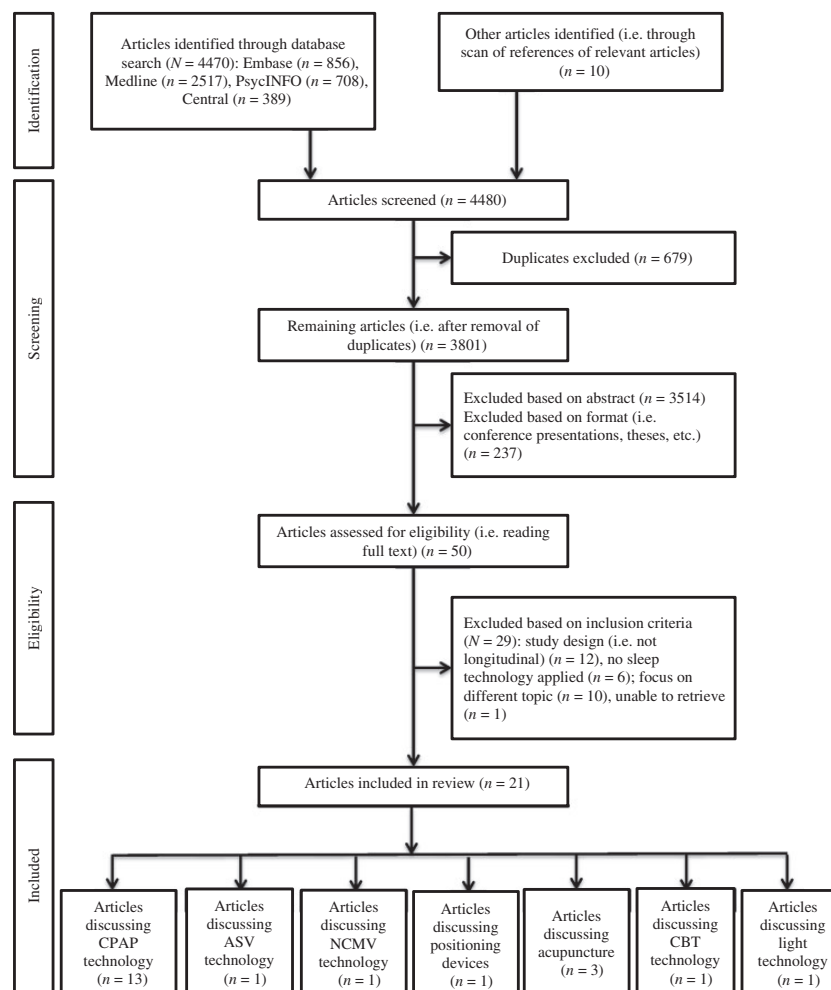 Identification
Articles identified through database
search (N = 4470): Embase (n = 856),
Medline (n = 2517), PsycINFO (n = 708),
Central (n = 389)
Other articles identified (i.e. through
scan of references of relevant articles)
(n = 10)
Screening
Articles screened (n = 4480)
Duplicates excluded (n = 679)
Remaining articles (i.e. after removal of
duplicates) (n = 3801)
Excluded based on abstract (n = 3514)
Excluded based on format (i.e.
conference presentations, theses, etc.)
(n = 237)
Eligibility
Articles assessed for eligibility (i.e. reading
full text) (n = 50)
Excluded based on inclusion criteria
(N = 29): study design (i.e. not
longitudinal) (n = 12), no sleep
technology applied (n = 6); focus on
different topic (n = 10), unable to retrieve
(n = 1)
Included
Articles included in review (n = 21)
Articles
discussing
CPAP
technology
(n = 13)
Articles
discussing
ASV
technology
(n = 1)
Articles
discussing
NCMV
technology
(n = 1)
Articles
discussing
positioning
devices
(n = 1)
Articles
discussing
acupuncture
(n = 3)
Articles
discussing
CBT
technology
(n = 1)
Articles
discussing
light
technology
(n = 1)